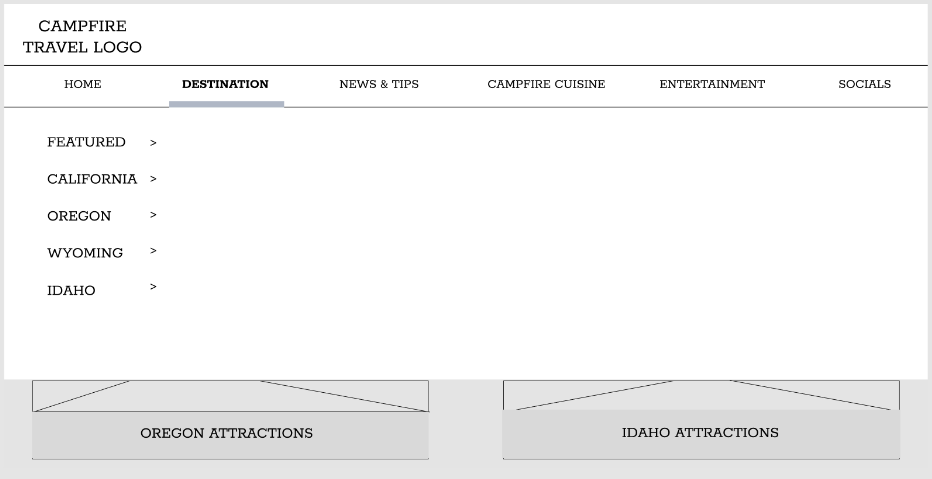 CAMPFIRE
TRAVEL LOGO
HOME DESTINATION NEWS & TIPS CAMPFIRE CUISINE ENTERTAINMENT SOCIALS
FEATURED >
CALIFORNIA >
OREGON >
WYOMING >
IDAHO >
OREGON ATTRACTIONS IDAHO ATTRACTIONS